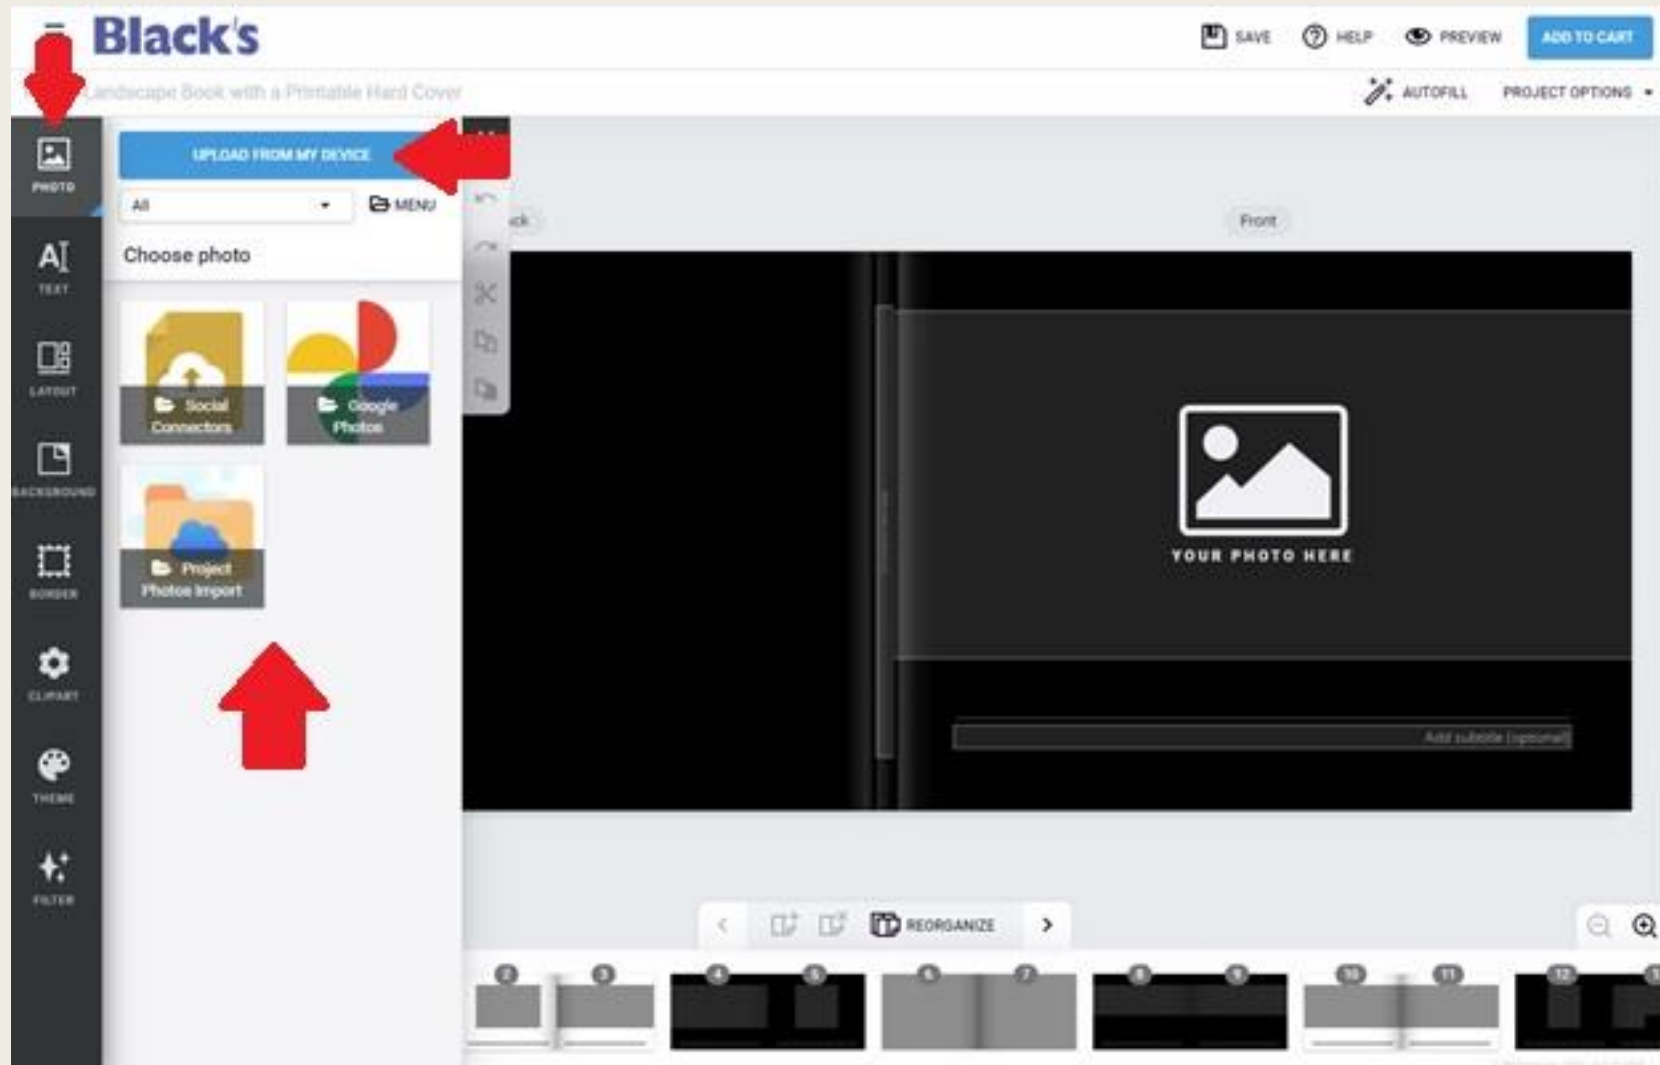 Black's
SAVE
HELP
PREVIEW
ADD TO CART
Landscape Book with a Printable Hard Cover
AUTOFILL
PROJECT OPTIONS
PHOTO
UPLOAD FROM MY DEVICE
All
MENU
Choose photo
TEXT
Front
Social
Connectors
Google
Photos
LAYOUT
BACKGROUND
Project
Photos Import
YOUR PHOTO HERE
BORDER
CLIPART
Add subtitle (optional)
THEME
FILTER
REORGANIZE
2
3
4
5
6
7
8
9
10
11
12